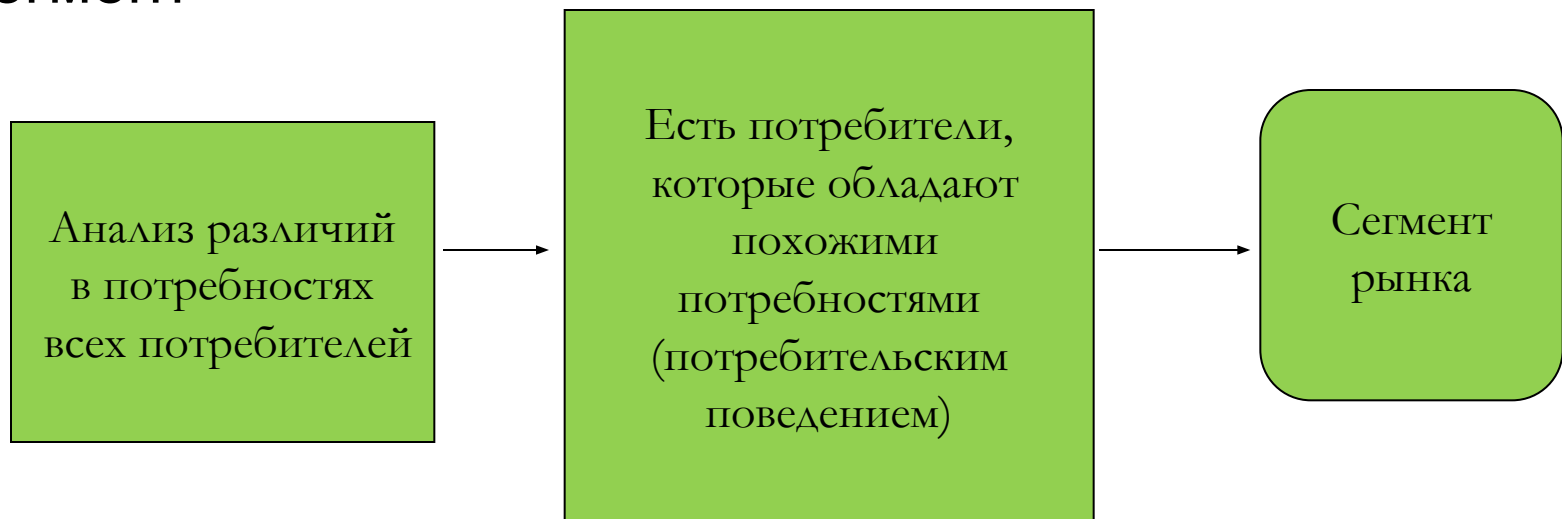 Анализ различий
в потребностях
всех потребителей
Есть потребители,
которые обладают
похожими
потребностями
(потребительским
поведением)
Сегмент
рынка